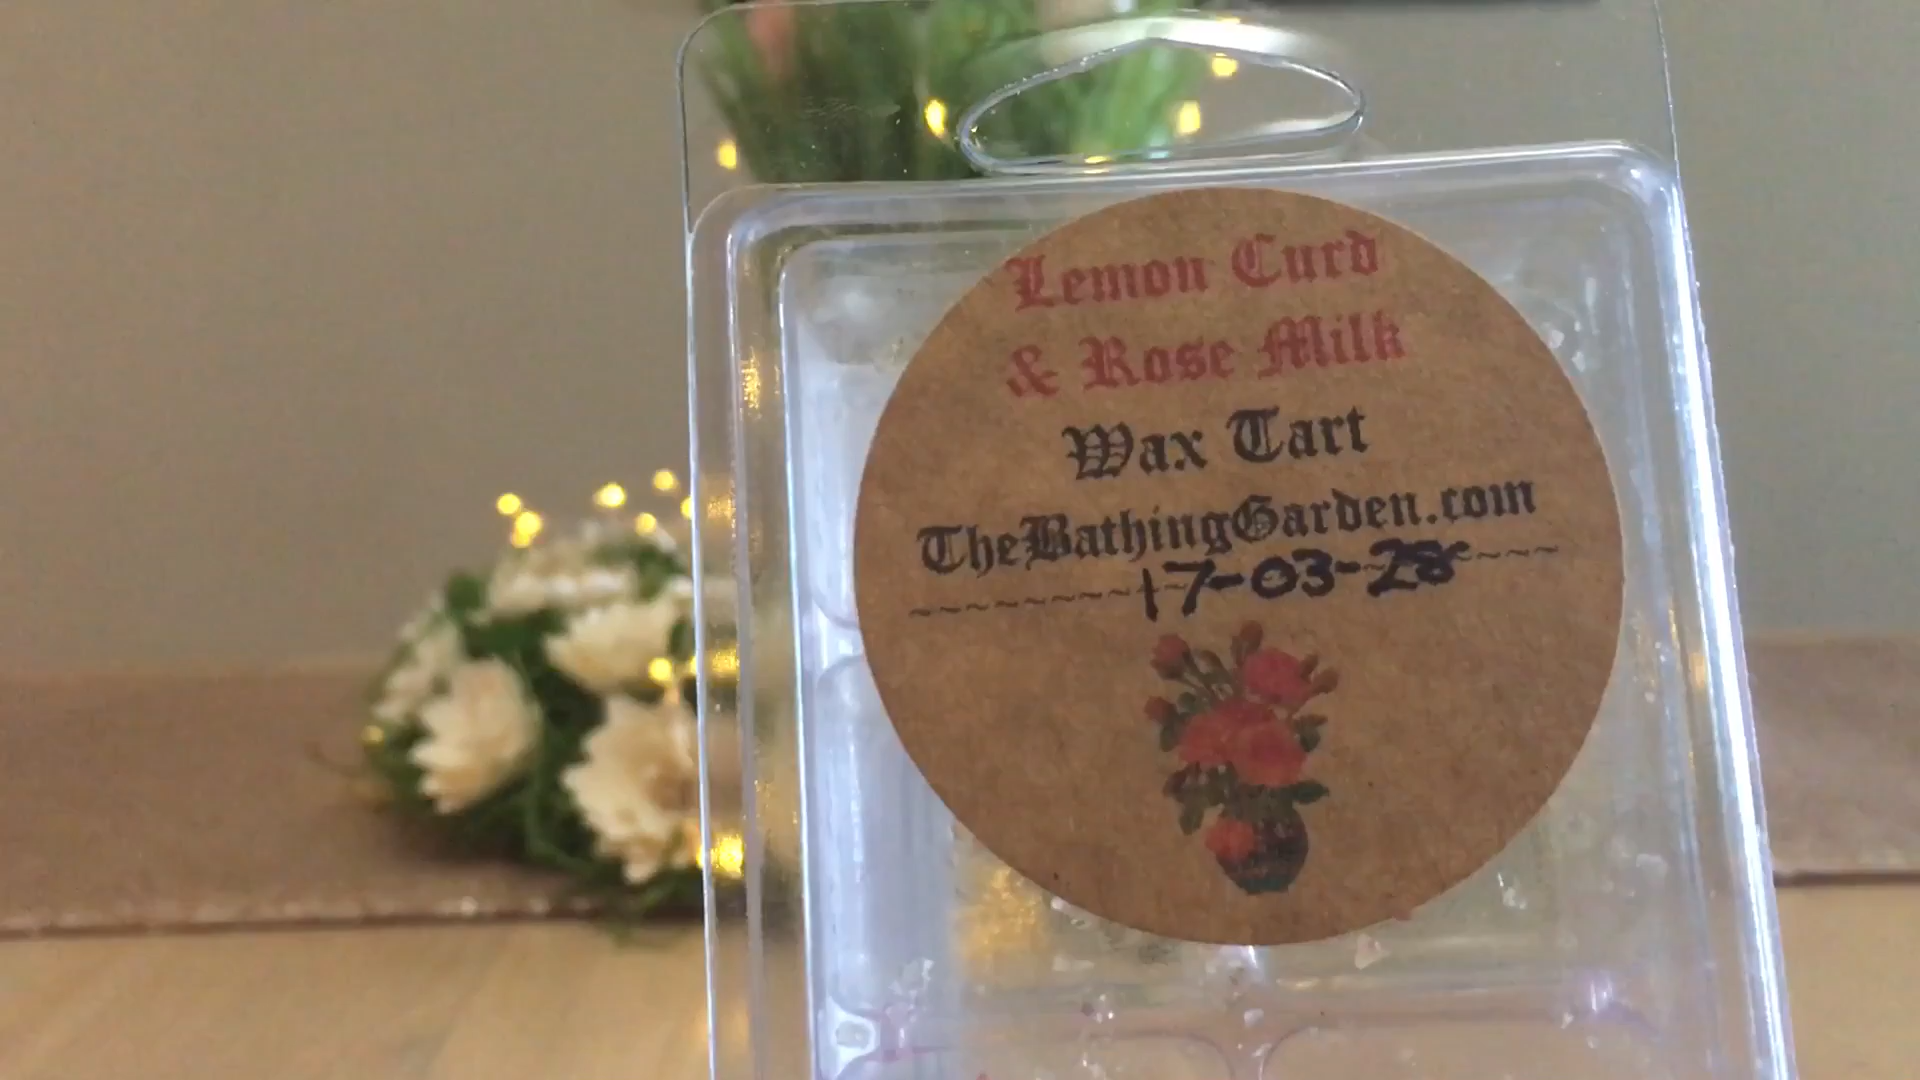 Lemon Curd
& Rose Milk
Wax Tart
TheBathingGarden.com
17-03-28